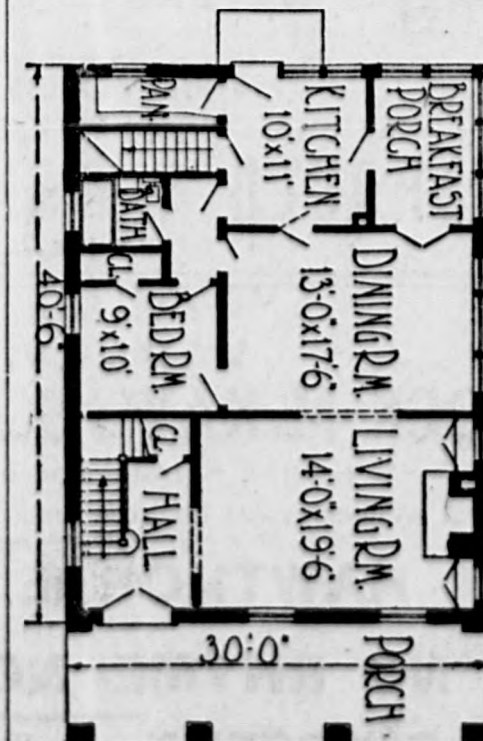 PAN.
KITCHEN
10'x11'
BREAKFAST
PORCH
BATH
CL.
BED RM.
9'x10'
DINING RM.
13'-0"x17'6"
40'-6"
CL.
HALL
LIVING RM.
14'-0"x19'6"
30'-0"
PORCH